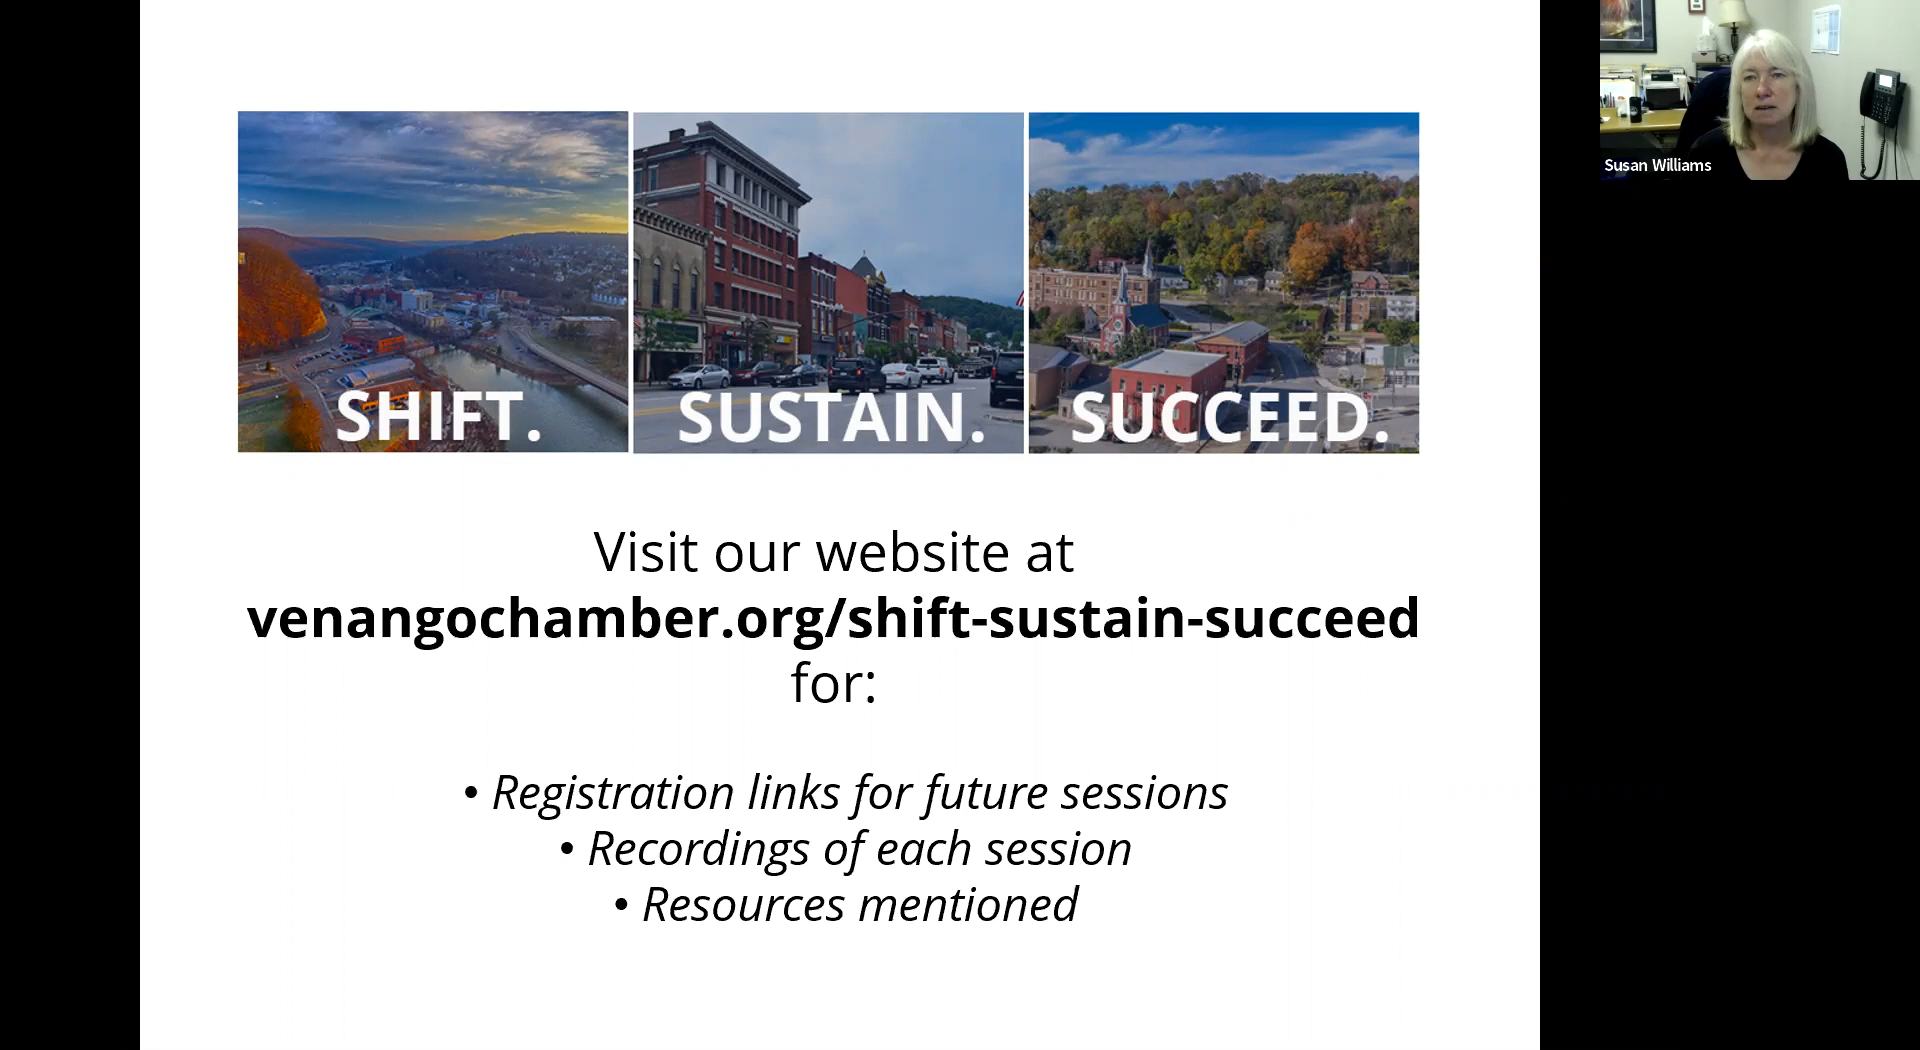 SHIFT.
SUSTAIN.
SUCCEED.
Visit our website at
venangochamber.org/shift-sustain-succeed
for:
• Registration links for future sessions
• Recordings of each session
• Resources mentioned
Susan Williams